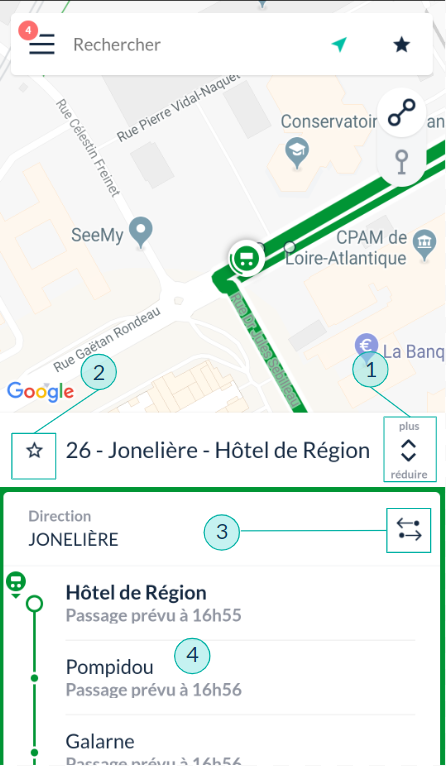 4
Rechercher
Rue Pierre Vidal-Naquet
Rue Célestin Freinet
Conservatoir
an
SeeMy
CPAM de
Loire-Atlantique
Rue Gaëtan Rondeau
La Banq
2
1
Google
plus
26 - Jonelière - Hôtel de Région
réduire
Direction
JONELIÈRE
3
Hôtel de Région
Passage prévu à 16h55
4
Pompidou
Passage prévu à 16h56
Galarne
Passage prévu à 16h56